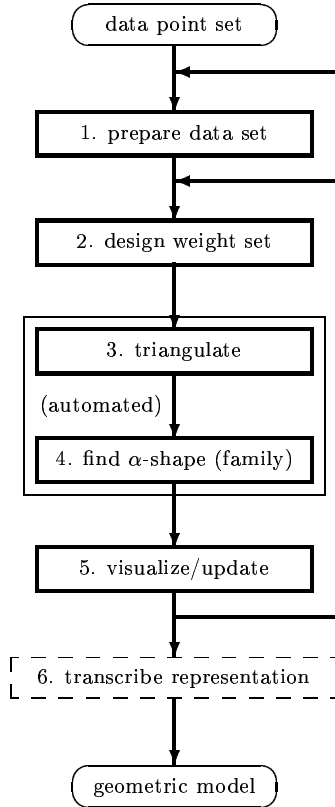 data point set
1. prepare data set
2. design weight set
3. triangulate
(automated)
4. find α-shape (family)
5. visualize/update
6. transcribe representation
geometric model